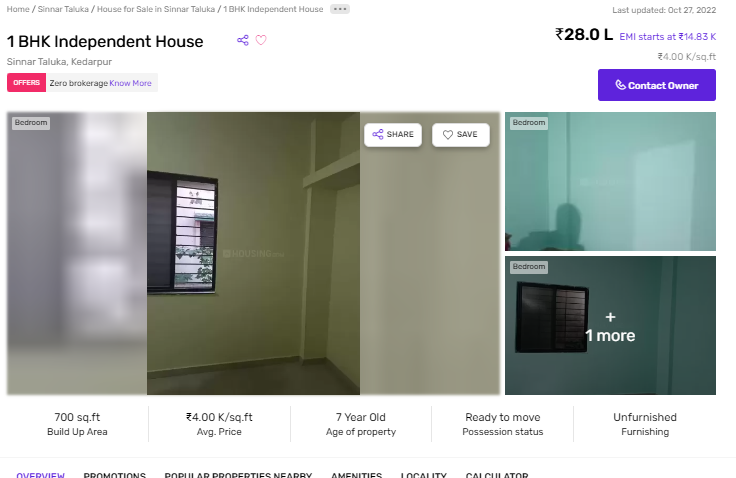 Home / Sinnar Taluka / House for Sale in Sinnar Taluka / 1 BHK Independent House
Last updated: Oct 27, 2022
1 BHK Independent House
₹28.0 L EMI starts at ₹14.83 K
Sinnar Taluka, Kedarpur
₹4.00 K/sq.ft
OFFERS Zero brokerage Know More
Contact Owner
Bedroom
SHARE
SAVE
Bedroom
HOUSING.com
Bedroom
+
1 more
700 sq.ft
Build Up Area
₹4.00 K/sq.ft
Avg. Price
7 Year Old
Age of property
Ready to move
Possession status
Unfurnished
Furnishing
OVERVIEW PROMOTIONS POPULAR PROPERTIES NEARBY AMENITIES LOCALITY CALCULATOR